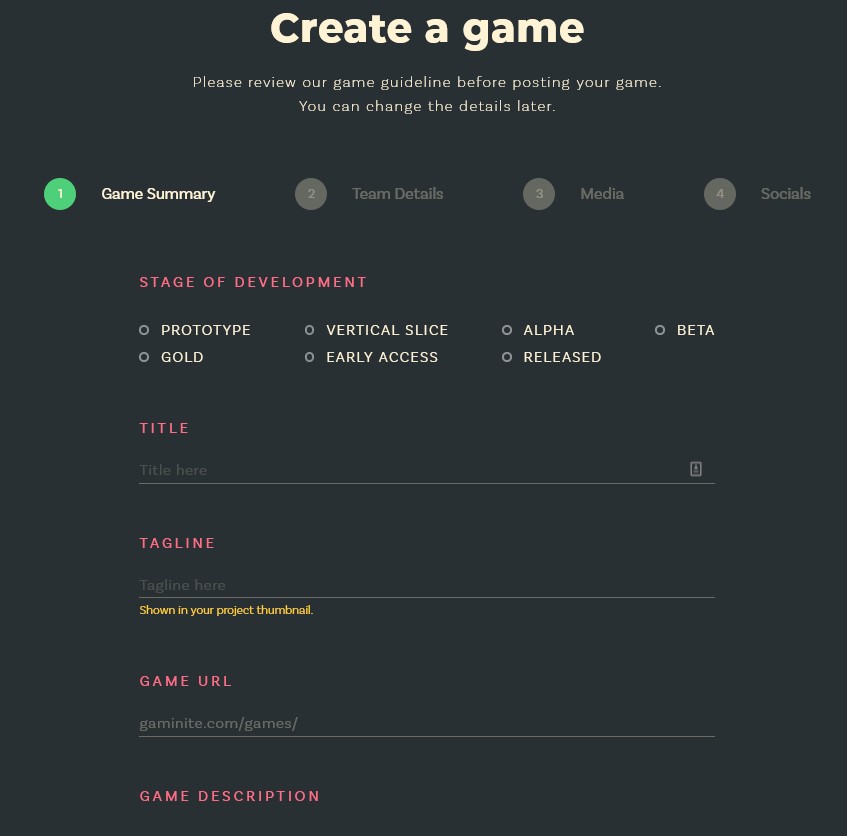 Create a game
Please review our game guideline before posting your game.
You can change the details later.
1 Game Summary 2 Team Details 3 Media 4 Socials
STAGE OF DEVELOPMENT
PROTOTYPE VERTICAL SLICE ALPHA BETA
GOLD EARLY ACCESS RELEASED
TITLE
Title here
TAGLINE
Tagline here
Shown in your project thumbnail.
GAME URL
gaminite.com/games/
GAME DESCRIPTION